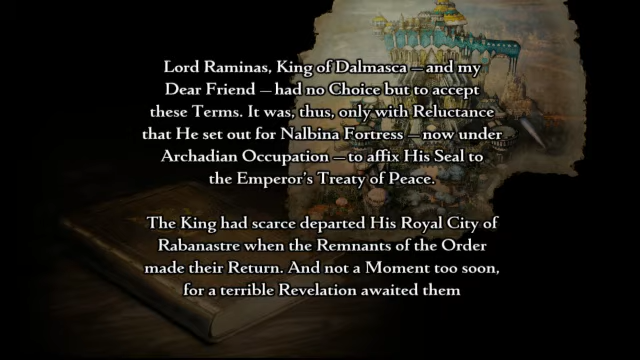 Lord Raminas, King of Dalmasca — and my
Dear Friend — had no Choice but to accept
these Terms. It was, thus, only with Reluctance
that He set out for Nalbina Fortress — now under
Archadian Occupation — to affix His Seal to
the Emperor's Treaty of Peace.
The King had scarce departed His Royal City of
Rabanastre when the Remnants of the Order
made their Return. And not a Moment too soon,
for a terrible Revelation awaited them